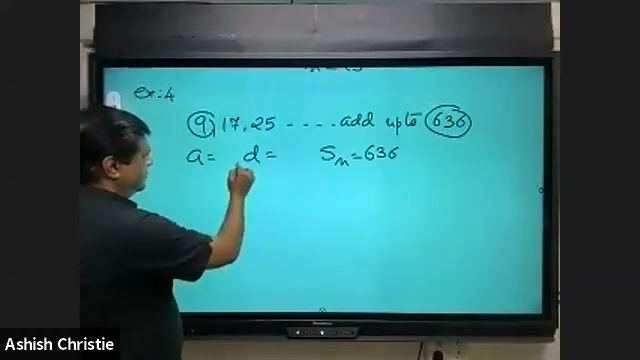 ex: 4
9, 17, 25 - - - - add upto 636
a = d = Sn = 636
Ashish Christie